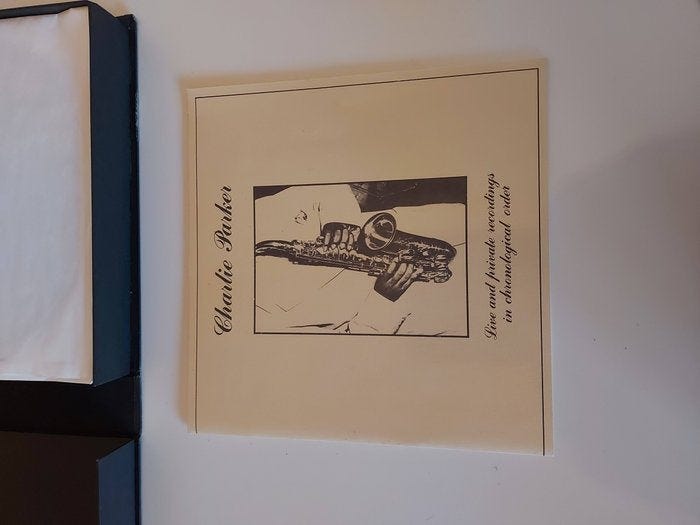 Charlie Parker
Live and private recordings
in chronological order